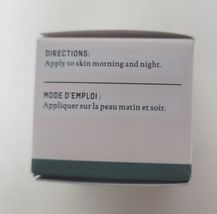 DIRECTIONS:
Apply to skin morning and night.
MODE D'EMPLOI :
Appliquer sur la peau matin et soir.